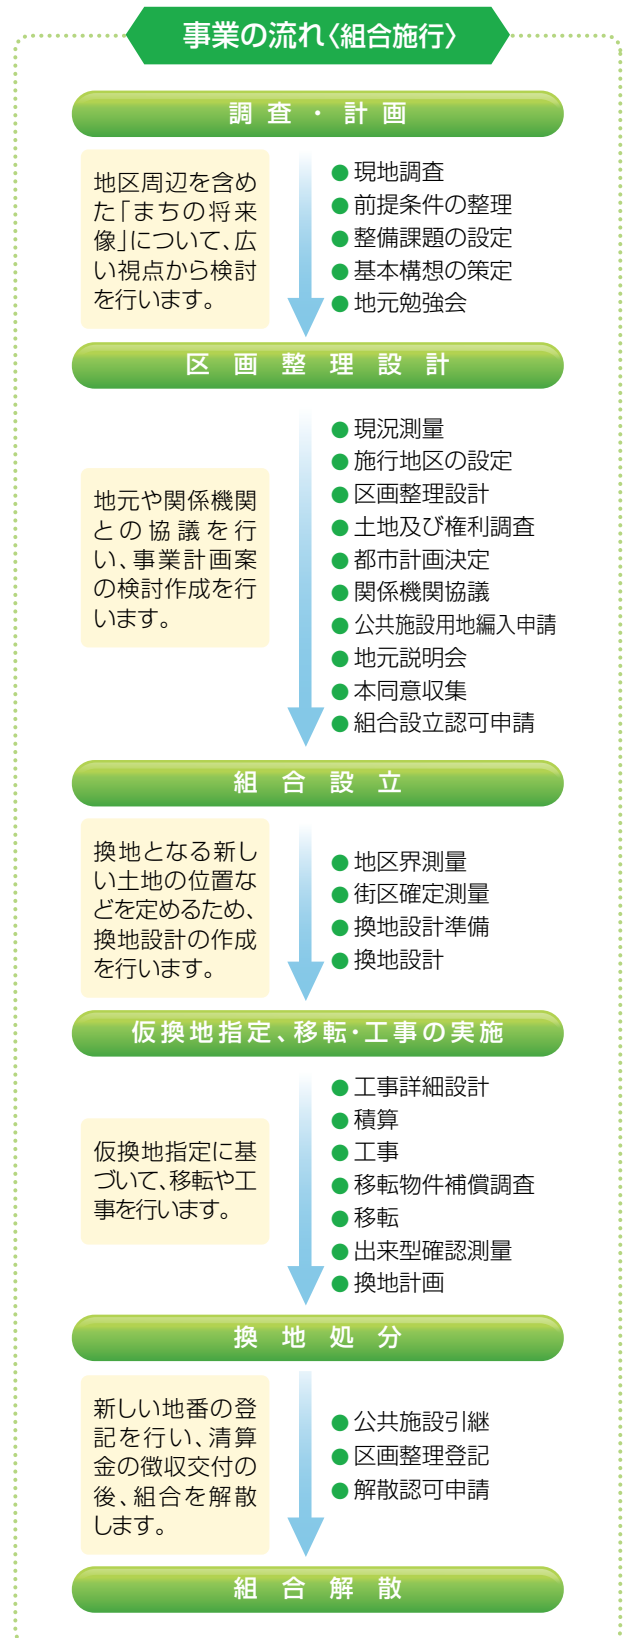 事業の流れ〈組合施行〉
調査・計画
地区周辺を含め
た「まちの将来
像」について、広
い視点から検討
を行います。
●現地調査
●前提条件の整理
●整備課題の設定
●基本構想の策定
●地元勉強会
区画整理設計
地元や関係機関
との協議を行
い、事業計画案
の検討作成を行
います。
●現況測量
●施行地区の設定
●区画整理設計
●土地及び権利調査
●都市計画決定
●関係機関協議
●公共施設用地編入申請
●地元説明会
●本同意収集
●組合設立認可申請
組合設立
換地となる新し
い土地の位置な
どを定めるため、
換地設計の作成
を行います。
●地区界測量
●街区確定測量
●換地設計準備
●換地設計
仮換地指定、移転・工事の実施
仮換地指定に基
づいて、移転や工
事を行います。
●工事詳細設計
●積算
●工事
●移転物件補償調査
●移転
●出来型確認測量
●換地計画
換地処分
新しい地番の登
記を行い、清算
金の徴収交付の
後、組合を解散
します。
●公共施設引継
●区画整理登記
●解散認可申請
組合解散